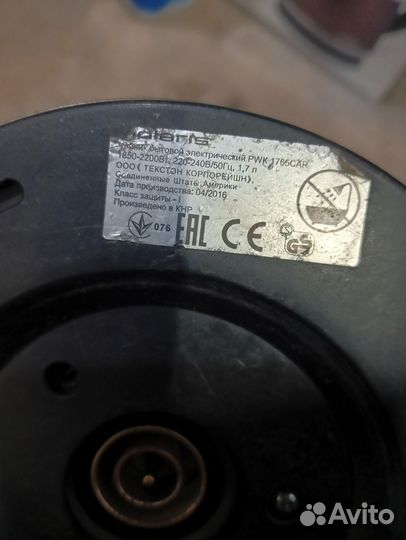 polaris
Чайник бытовой электрический PWK 1765CAR
1850-2200Вт, 220-240В/50Гц, 1,7 л
ООО( ТЕКСТОН КОРПОРЕЙШН)
Соединенные Штаты Америки
Дата производства: 04/2016
Класс защиты-I
Произведено в КНР
076 EAC CE GS
Avito